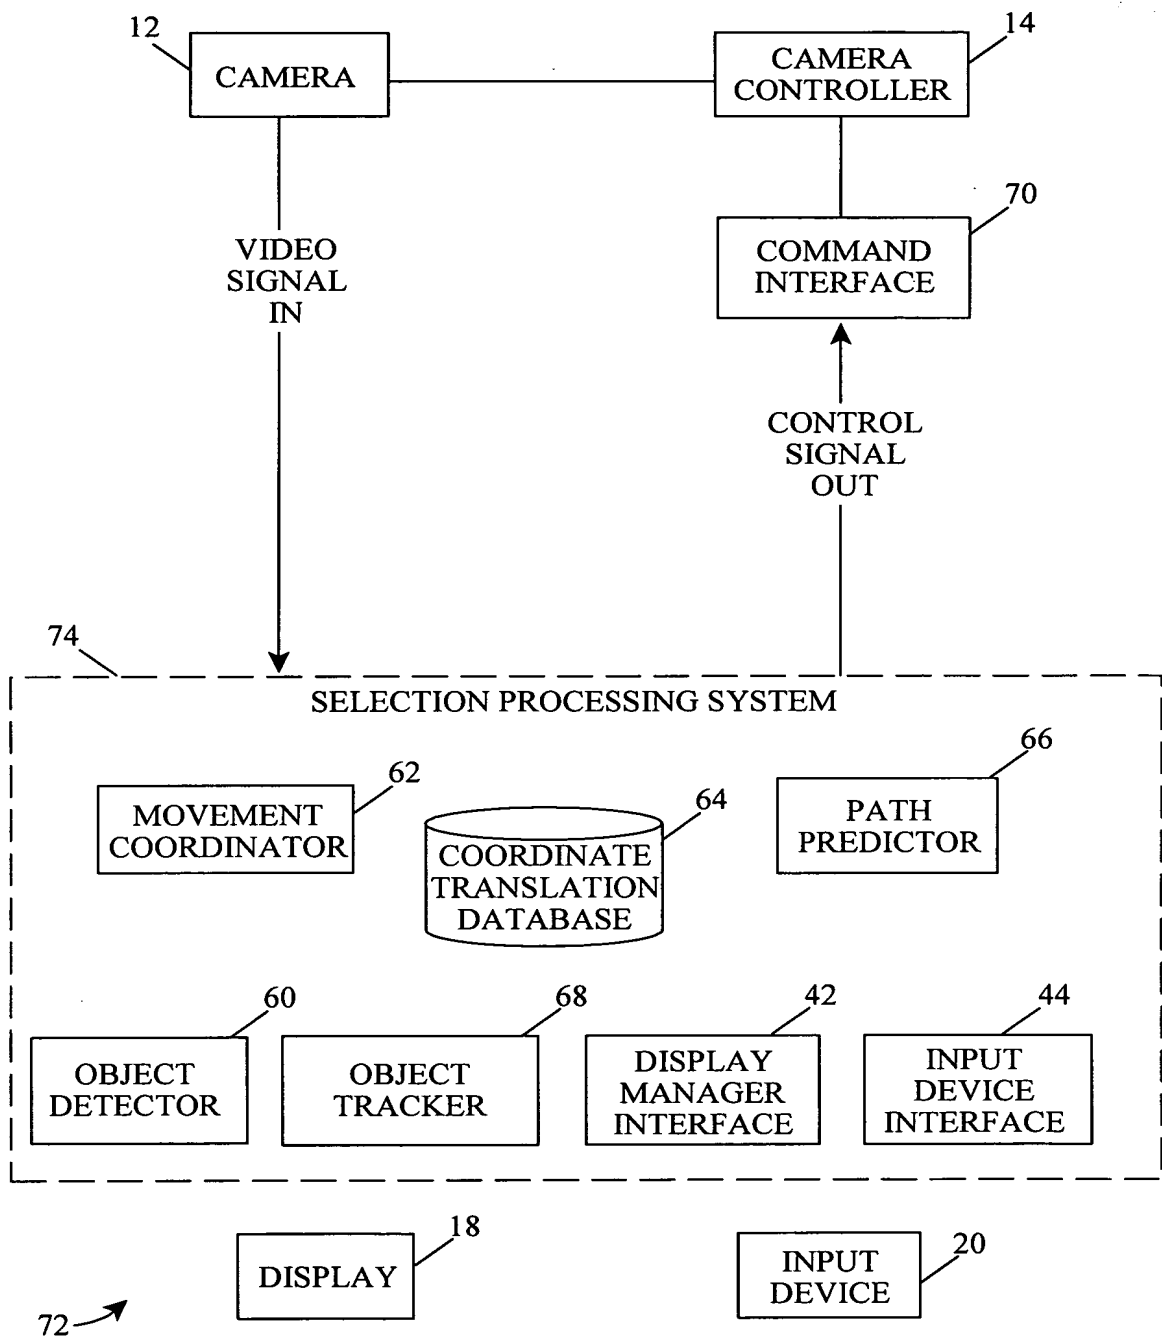 12
CAMERA
14
CAMERA
CONTROLLER
70
COMMAND
INTERFACE
VIDEO
SIGNAL
IN
CONTROL
SIGNAL
OUT
74
SELECTION PROCESSING SYSTEM
62
MOVEMENT
COORDINATOR
64
COORDINATE
TRANSLATION
DATABASE
66
PATH
PREDICTOR
60
OBJECT
DETECTOR
68
OBJECT
TRACKER
42
DISPLAY
MANAGER
INTERFACE
44
INPUT
DEVICE
INTERFACE
18
DISPLAY
20
INPUT
DEVICE
72